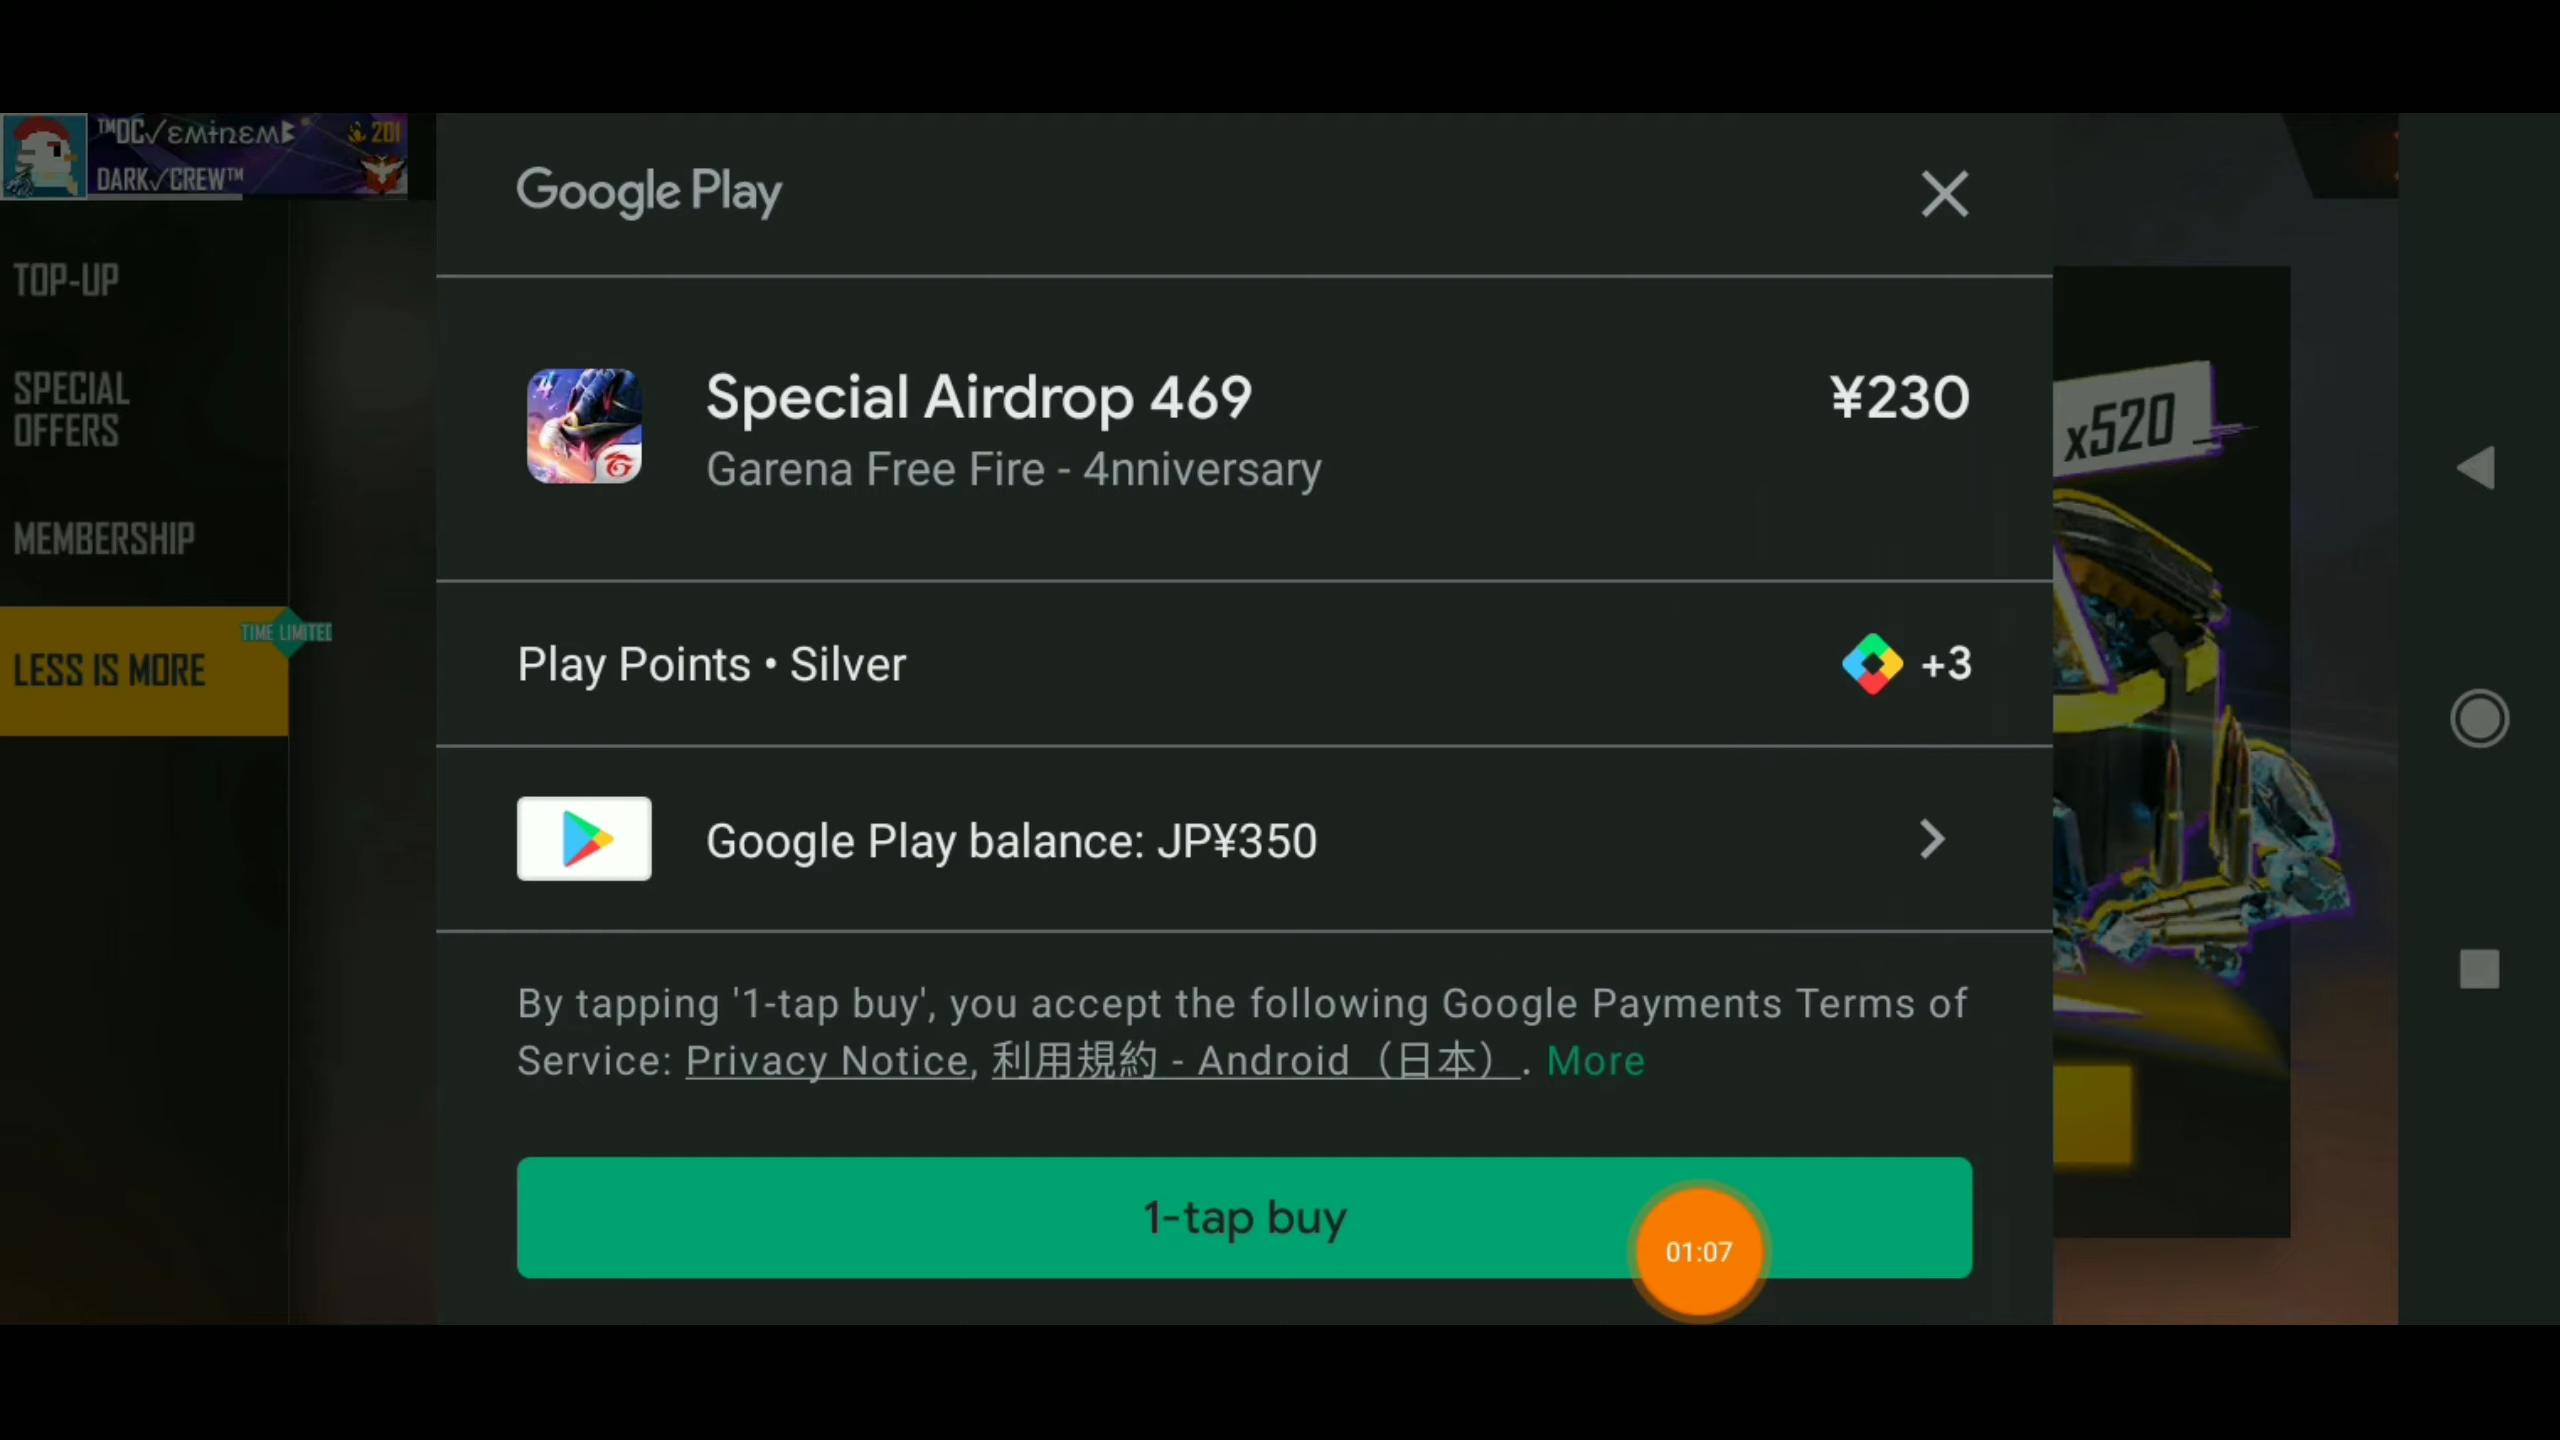 ™DC√εMinεM
201
DARK√CREW™
TOP-UP
SPECIAL
OFFERS
MEMBERSHIP
TIME LIMITED
LESS IS MORE
Google Play
Special Airdrop 469
¥230
Garena Free Fire - 4nniversary
Play Points • Silver
+3
Google Play balance: JP¥350
By tapping '1-tap buy', you accept the following Google Payments Terms of
Service: Privacy Notice, 利用規約 - Android（日本）. More
1-tap buy
01:07
x520